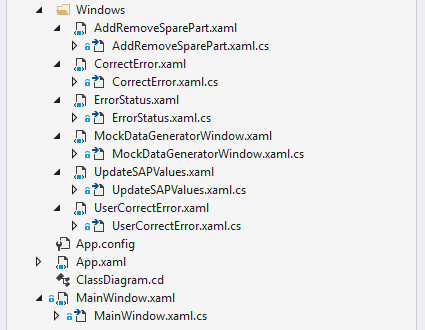 Windows
AddRemoveSparePart.xaml
AddRemoveSparePart.xaml.cs
CorrectError.xaml
CorrectError.xaml.cs
ErrorStatus.xaml
ErrorStatus.xaml.cs
MockDataGeneratorWindow.xaml
MockDataGeneratorWindow.xaml.cs
UpdateSAPValues.xaml
UpdateSAPValues.xaml.cs
UserCorrectError.xaml
UserCorrectError.xaml.cs
App.config
App.xaml
ClassDiagram.cd
MainWindow.xaml
MainWindow.xaml.cs